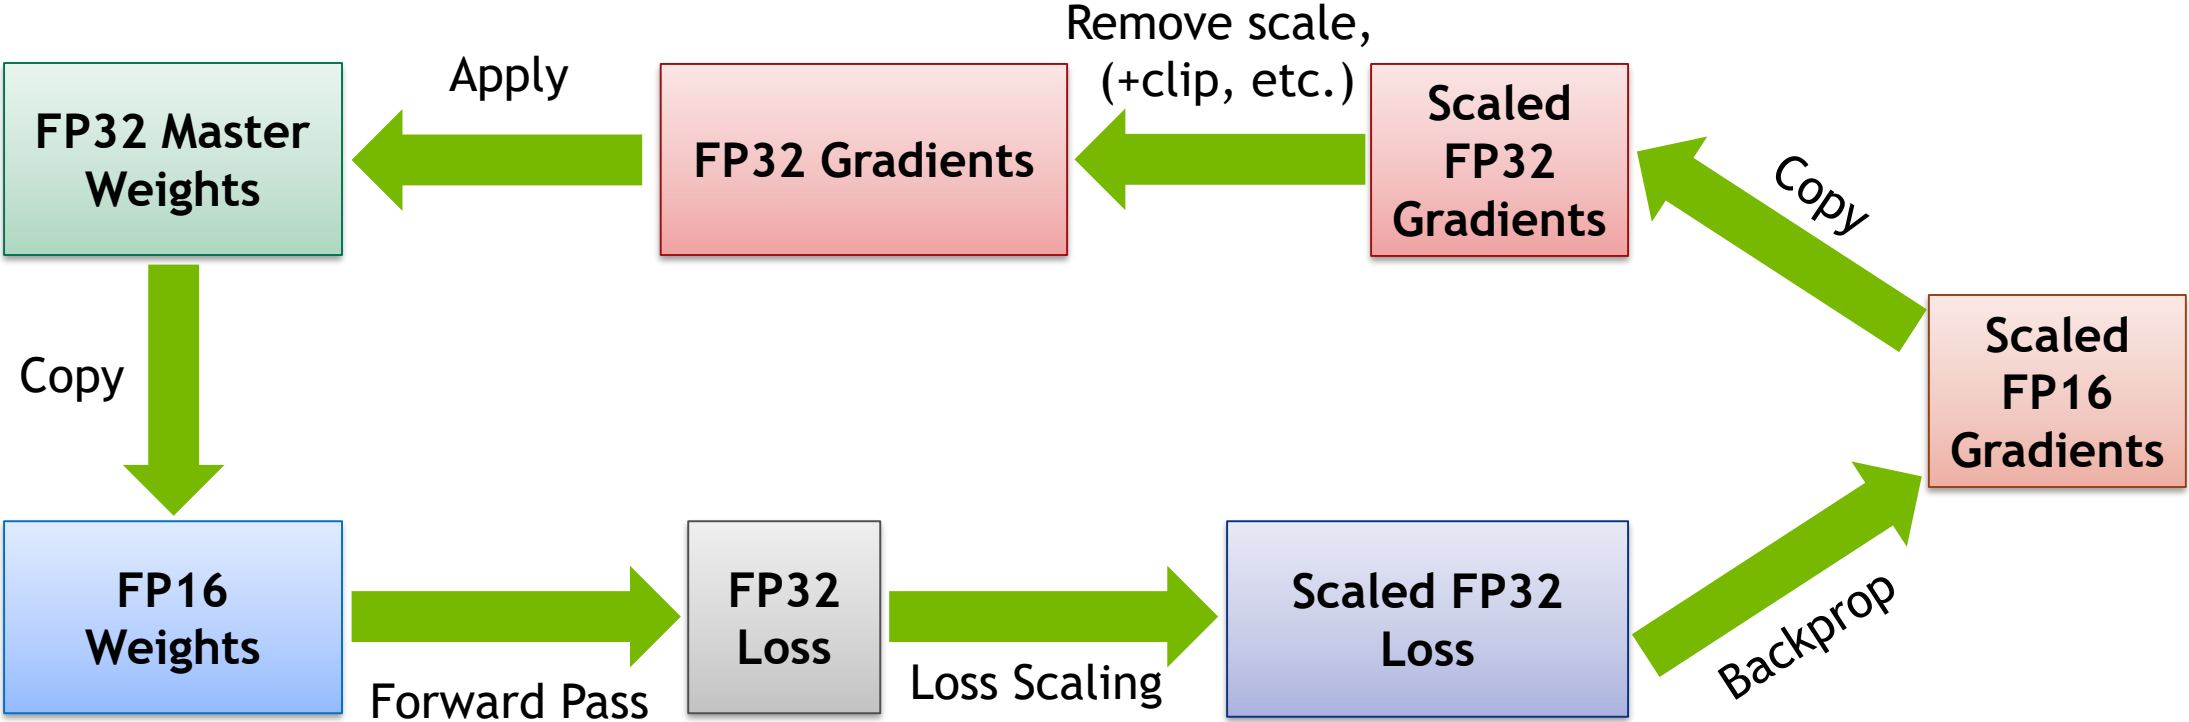 Remove scale,
(+clip, etc.)
Apply
FP32 Master
Weights
FP32 Gradients
Scaled
FP32
Gradients
Copy
Scaled
FP16
Gradients
Copy
FP16
Weights
Forward Pass
FP32
Loss
Loss Scaling
Scaled FP32
Loss
Backprop